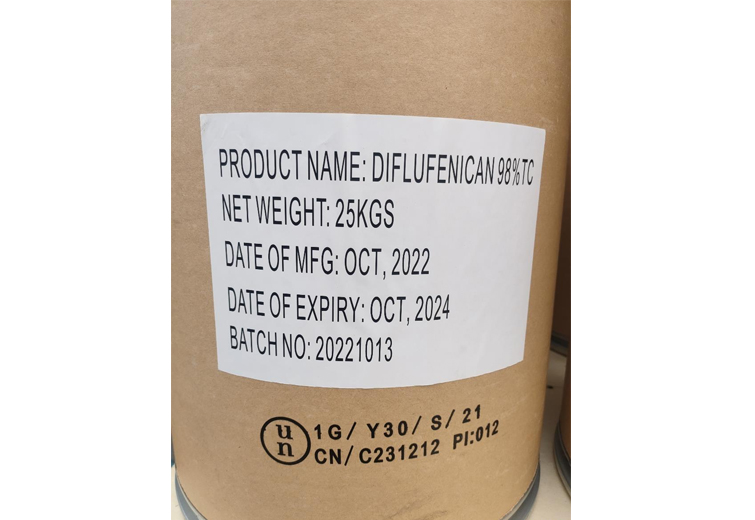 PRODUCT NAME: DIFLUFENICAN 98%TC
NET WEIGHT: 25KGS
DATE OF MFG: OCT, 2022
DATE OF EXPIRY: OCT, 2024
BATCH NO: 20221013
un
1G/ Y30/ S/ 21
CN/C231212 PI:012